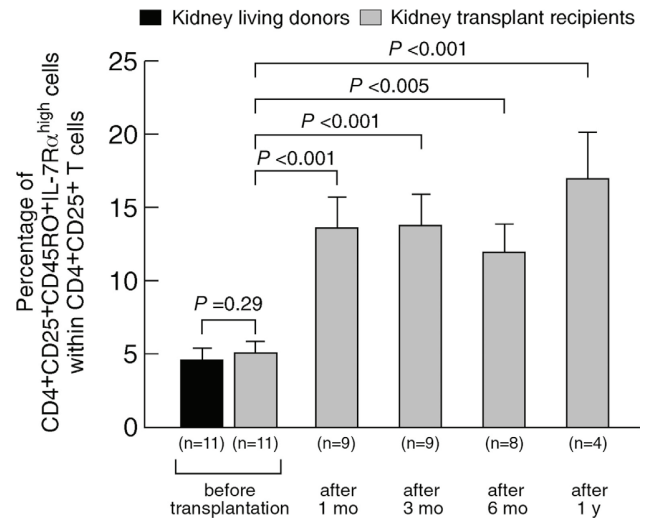 Kidney living donors Kidney transplant recipients
Percentage of
CD4+CD25+CD45RO+IL-7Rαhigh cells
within CD4+CD25+ T cells
25
20
15
10
5
0
P <0.001
P <0.005
P <0.001
P <0.001
P =0.29
(n=11) (n=11) (n=9) (n=9) (n=8) (n=4)
before transplantation
after 1 mo
after 3 mo
after 6 mo
after 1 y